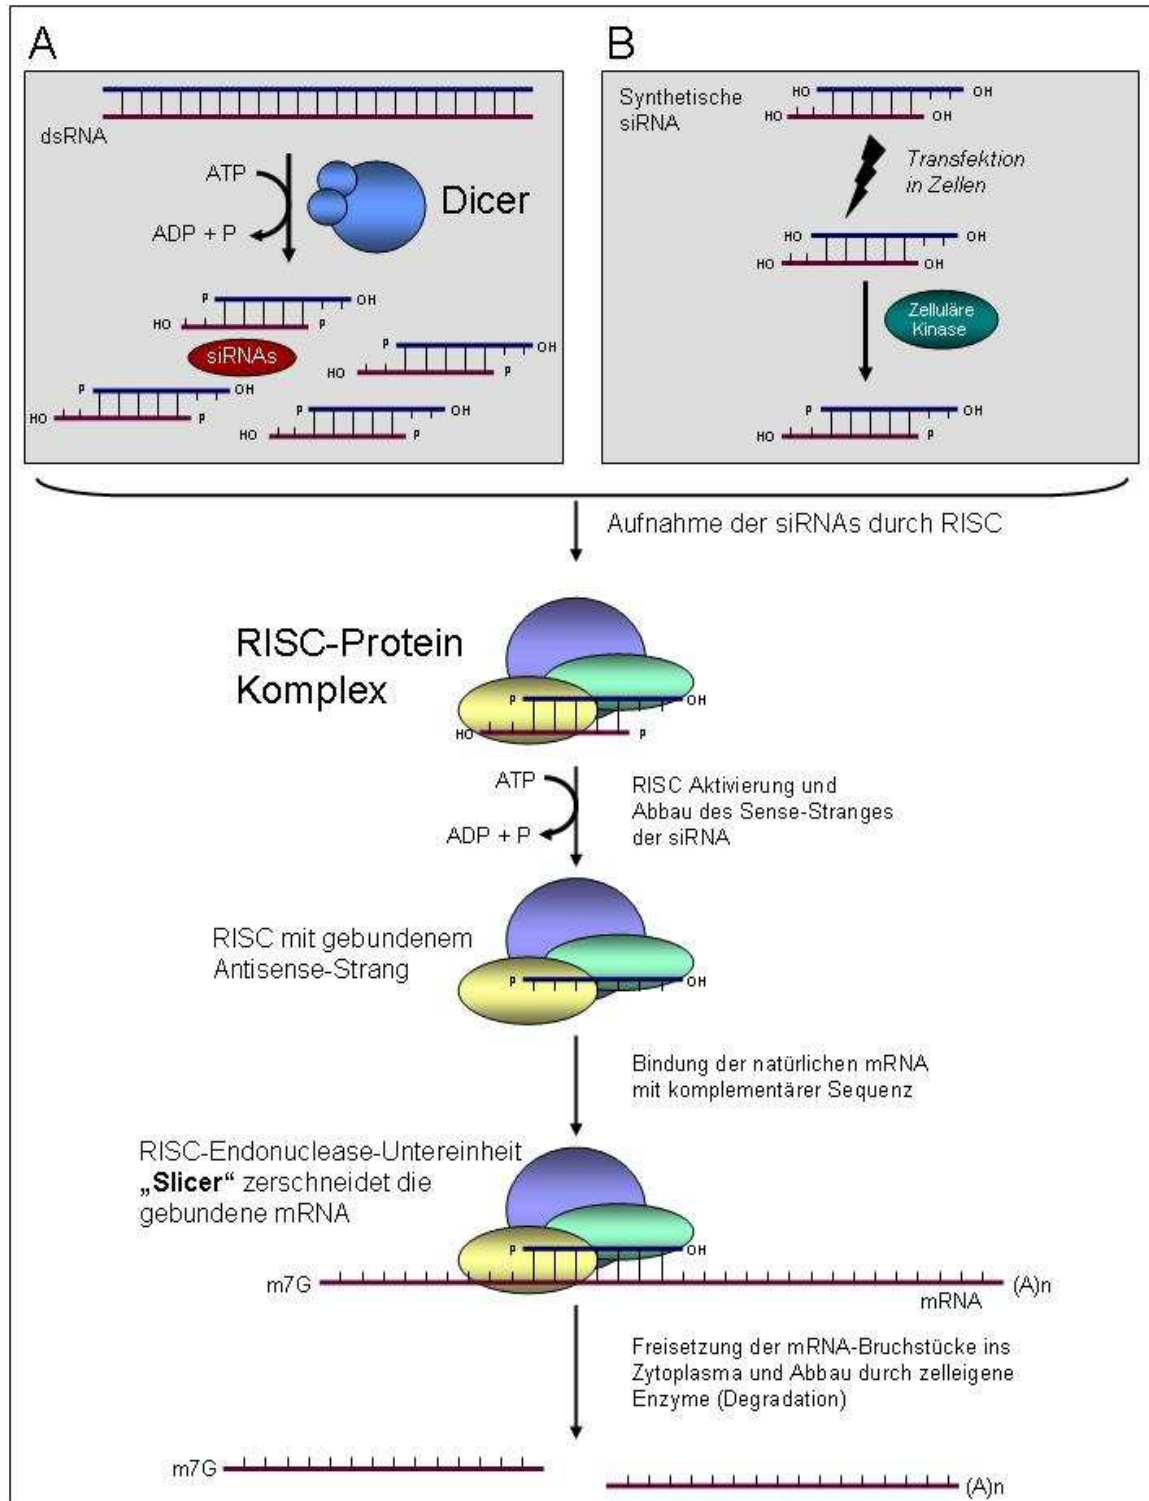 A
dsRNA
ATP
ADP + P
Dicer
P
OH
HO
P
siRNAs
P
OH
HO
P
P
OH
HO
P
P
OH
HO
P
B
Synthetische
siRNA
HO
OH
HO
OH
Transfektion
in Zellen
HO
OH
HO
OH
Zelluläre
Kinase
P
OH
HO
P
Aufnahme der siRNAs durch RISC
RISC-Protein
Komplex
P
OH
HO
P
ATP
ADP + P
RISC Aktivierung und
Abbau des Sense-Stranges
der siRNA
RISC mit gebundenem
Antisense-Strang
P
OH
Bindung der natürlichen mRNA
mit komplementärer Sequenz
RISC-Endonuclease-Untereinheit
„Slicer“ zerschneidet die
gebundene mRNA
P
OH
m7G
(A)n
mRNA
Freisetzung der mRNA-Bruchstücke ins
Zytoplasma und Abbau durch zelleigene
Enzyme (Degradation)
m7G
(A)n